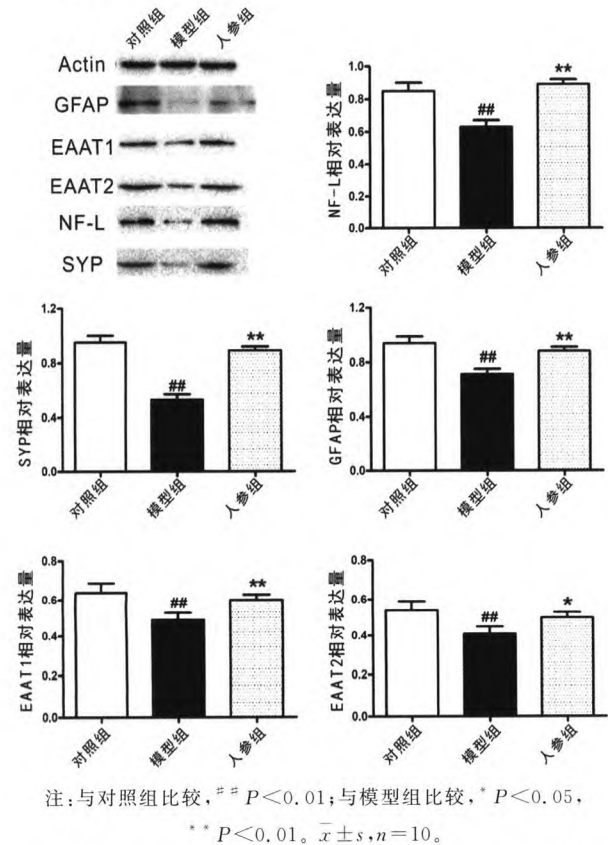 对照组 模型组 人参组
Actin
GFAP
EAAT1
EAAT2
NF-L
SYP
NF-L相对表达量
1.0
0.8
0.6
0.4
0.2
0.0
##
**
对照组 模型组 人参组
SYP相对表达量
1.2
0.8
0.4
0.0
##
**
对照组 模型组 人参组
GFAP相对表达量
1.2
0.8
0.4
0.0
##
**
对照组 模型组 人参组
EAAT1相对表达量
0.8
0.6
0.4
0.2
0.0
##
**
对照组 模型组 人参组
EAAT2相对表达量
0.8
0.6
0.4
0.2
0.0
##
*
对照组 模型组 人参组
注:与对照组比较,## P<0.01;与模型组比较,* P<0.05,
** P<0.01。x̄±s,n=10。